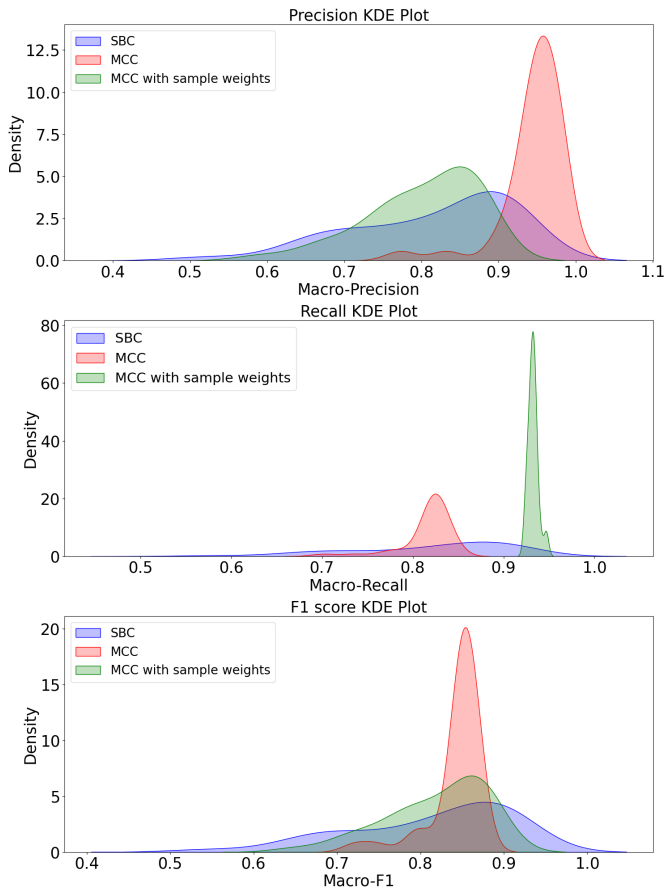 Precision KDE Plot
SBC
MCC
MCC with sample weights
12.5
10.0
7.5
5.0
2.5
0.0
Density
0.4 0.5 0.6 0.7 0.8 0.9 1.0 1.1
Macro-Precision
Recall KDE Plot
SBC
MCC
MCC with sample weights
80
60
40
20
0
Density
0.5 0.6 0.7 0.8 0.9 1.0
Macro-Recall
F1 score KDE Plot
SBC
MCC
MCC with sample weights
20
15
10
5
0
Density
0.4 0.5 0.6 0.7 0.8 0.9 1.0
Macro-F1